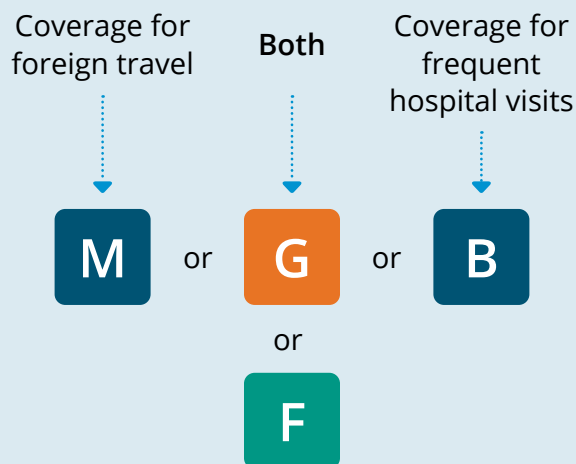 Coverage for
foreign travel
Both
Coverage for
frequent
hospital visits
M or G or B
or
F